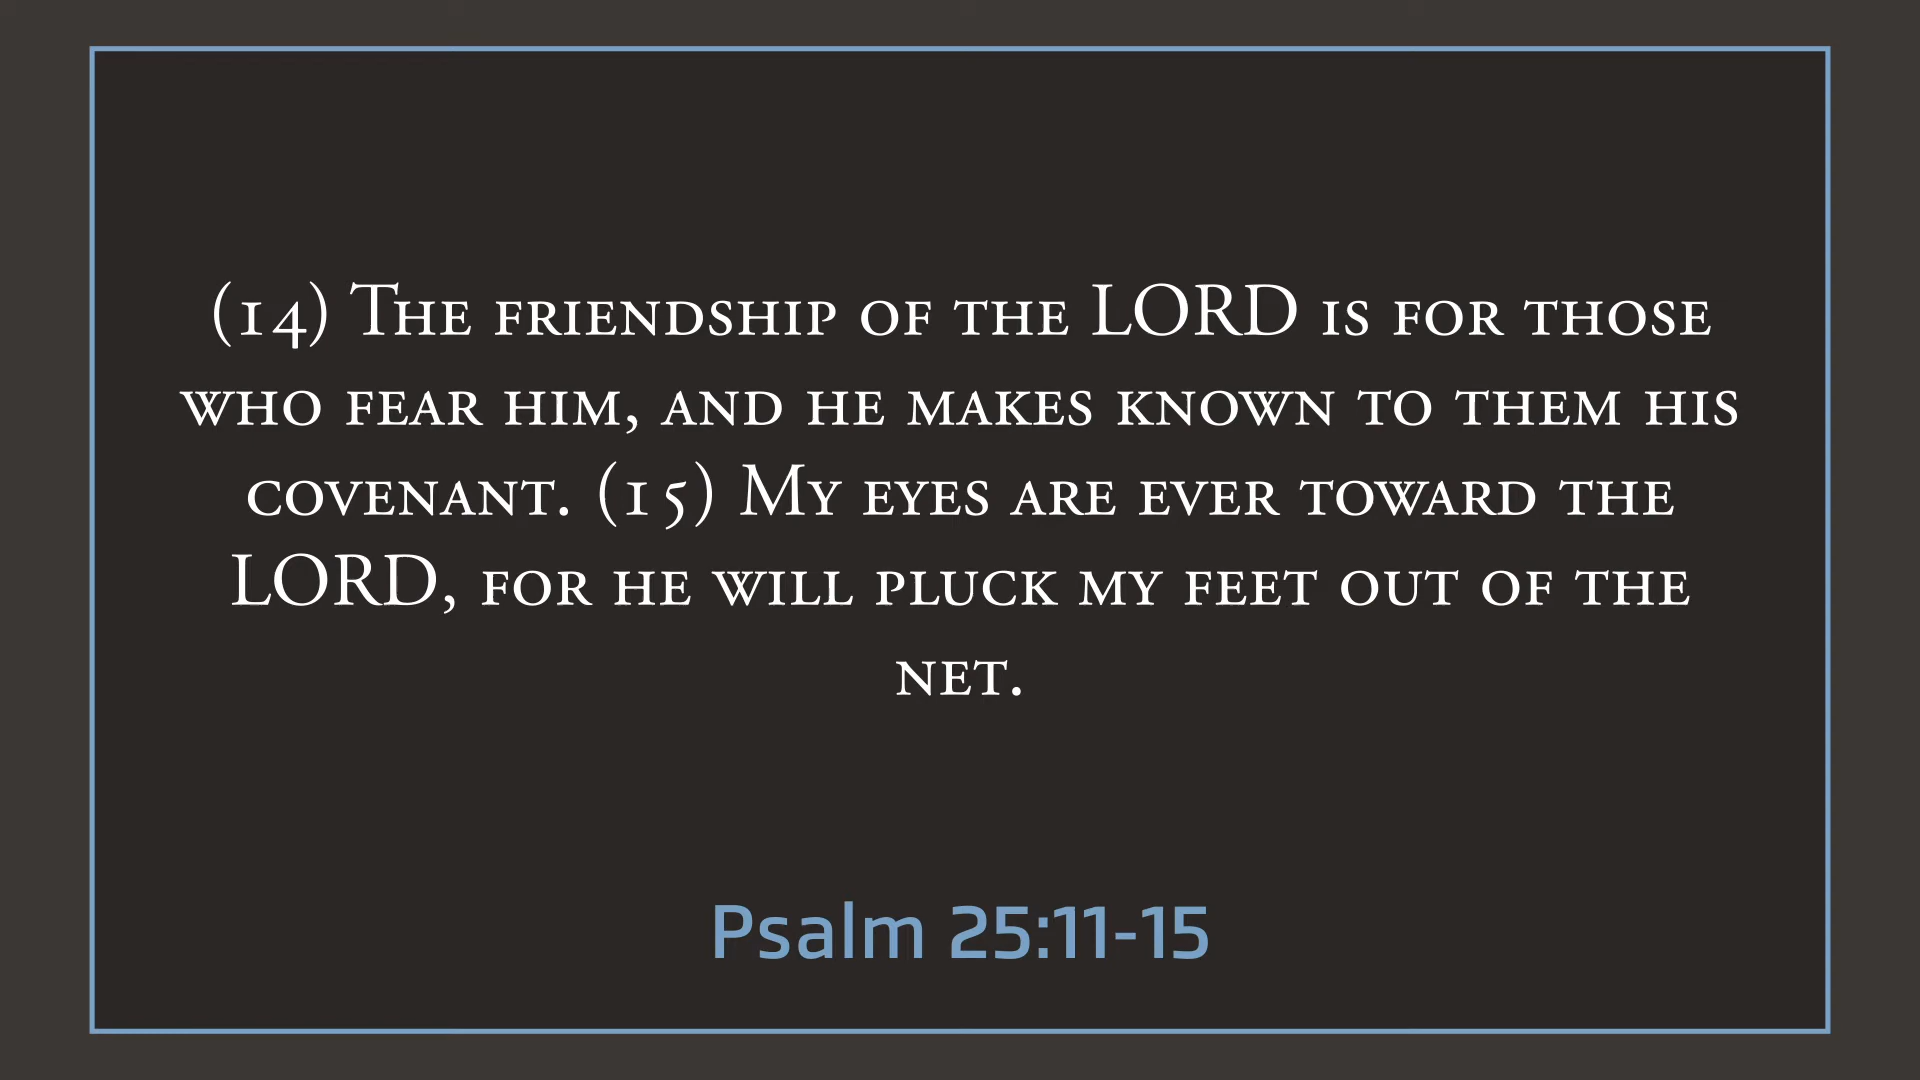 (14) The friendship of the LORD is for those
who fear him, and he makes known to them his
covenant. (15) My eyes are ever toward the
LORD, for he will pluck my feet out of the
net.
Psalm 25:11-15